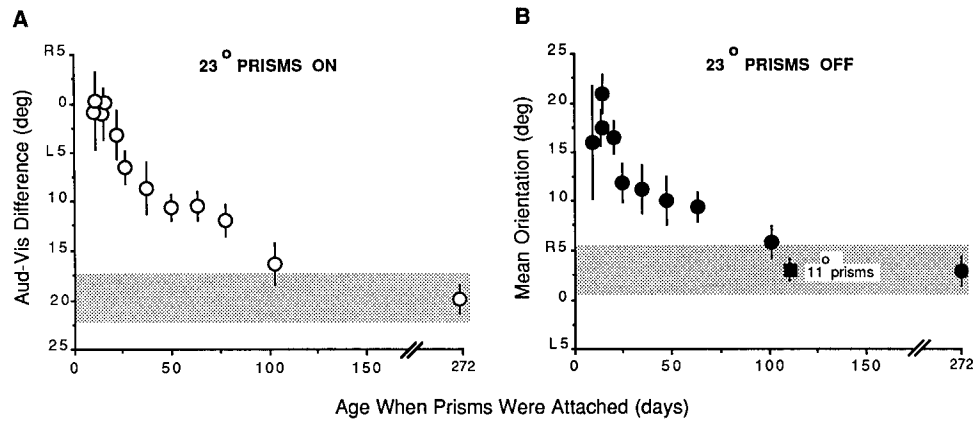 A
23° PRISMS ON
Aud-Vis Difference (deg)
R5
0
L5
10
15
20
25
0
50
100
150
272
B
23° PRISMS OFF
Mean Orientation (deg)
25
20
15
10
R5
0
L5
11° prisms
0
50
100
150
272
Age When Prisms Were Attached (days)